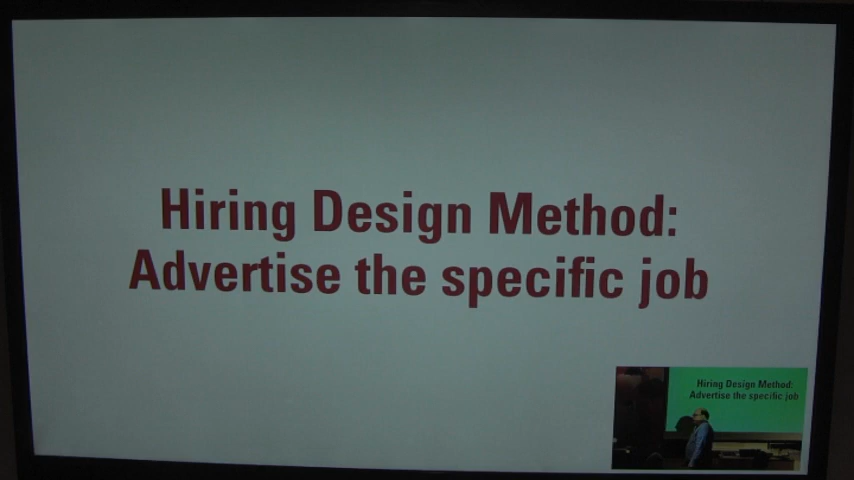 Hiring Design Method:
Advertise the specific job
Hiring Design Method:
Advertise the specific job